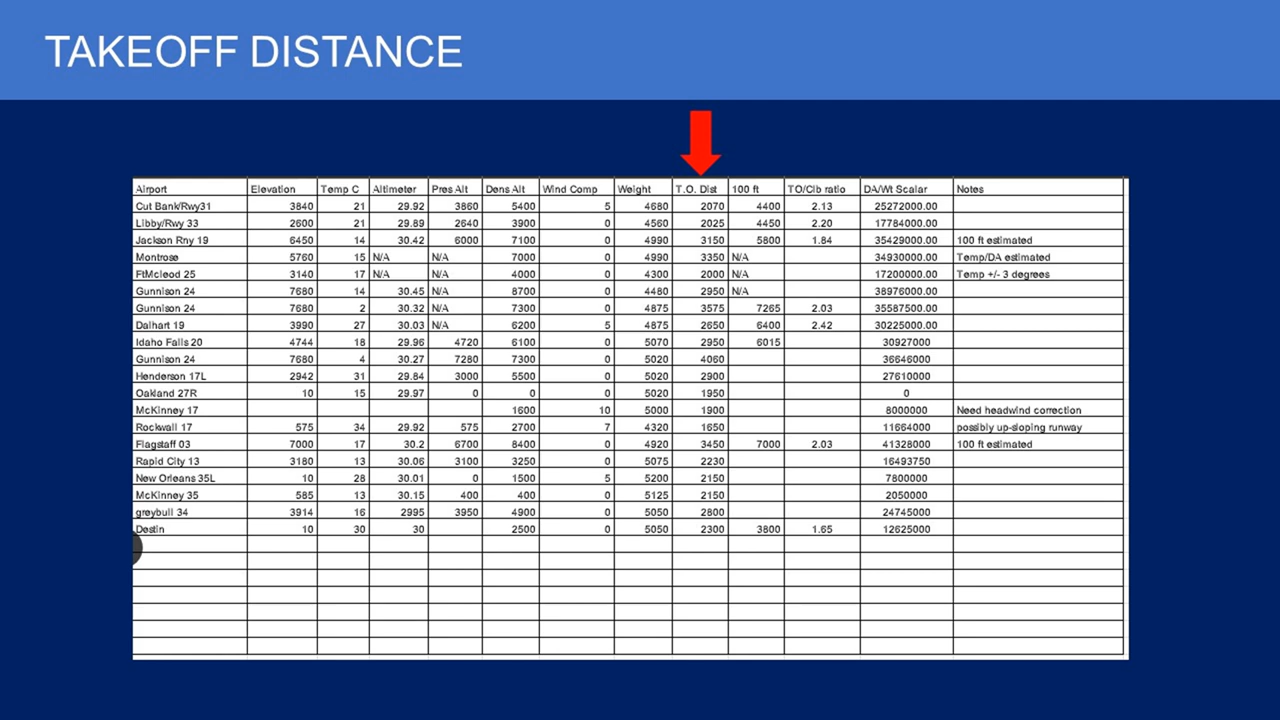 TAKEOFF DISTANCE
Airport Elevation Temp C Altimeter Pres Alt Dens Alt Wind Comp Weight T.O. Dist 100 ft TO/Clb ratio DA/Wt Scalar Notes
Cut Bank/Rwy31 3840 21 29.92 3860 5400 5 4680 2070 4400 2.13 25272000.00
Libby/Rwy 33 2600 21 29.89 2640 3900 0 4560 2025 4450 2.20 17784000.00
Jackson Rny 19 6450 14 30.42 6000 7100 0 4990 3150 5800 1.84 35429000.00 100 ft estimated
Montrose 5760 15 N/A N/A 7000 0 4990 3350 N/A 34930000.00 Temp/DA estimated
FtMcleod 25 3140 17 N/A N/A 4000 0 4300 2000 N/A 17200000.00 Temp +/- 3 degrees
Gunnison 24 7680 14 30.45 N/A 8700 0 4480 2950 N/A 38976000.00
Gunnison 24 7680 2 30.32 N/A 7300 0 4875 3575 7265 2.03 35587500.00
Dalhart 19 3990 27 30.03 N/A 6200 5 4875 2650 6400 2.42 30225000.00
Idaho Falls 20 4744 18 29.96 4720 6100 0 5070 2950 6015 30927000
Gunnison 24 7680 4 30.27 7280 7300 0 5020 4060 36646000
Henderson 17L 2942 31 29.84 3000 5500 0 5020 2900 27610000
Oakland 27R 10 15 29.97 0 0 0 5020 1950 0
McKinney 17 1600 10 5000 1900 8000000 Need headwind correction
Rockwall 17 575 34 29.92 575 2700 7 4320 1650 11664000 possibly up-sloping runway
Flagstaff 03 7000 17 30.2 6700 8400 0 4920 3450 7000 2.03 41328000 100 ft estimated
Rapid City 13 3180 13 30.06 3100 3250 0 5075 2230 16493750
New Orleans 35L 10 28 30.01 0 1500 5 5200 2150 7800000
McKinney 35 585 13 30.15 400 400 0 5125 2150 2050000
greybull 34 3914 16 2995 3950 4900 0 5050 2800 24745000
Destin 10 30 30 2500 0 5050 2300 3800 1.65 12625000